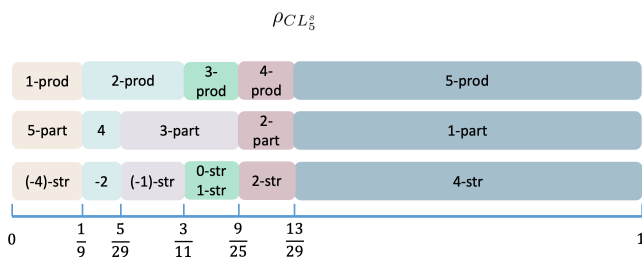 ρ_{CL_5^s}
1-prod 2-prod 3-prod 4-prod 5-prod
5-part 4 3-part 2-part 1-part
(-4)-str -2 (-1)-str 0-str 1-str 2-str 4-str
0 1/9 5/29 3/11 9/25 13/29 1